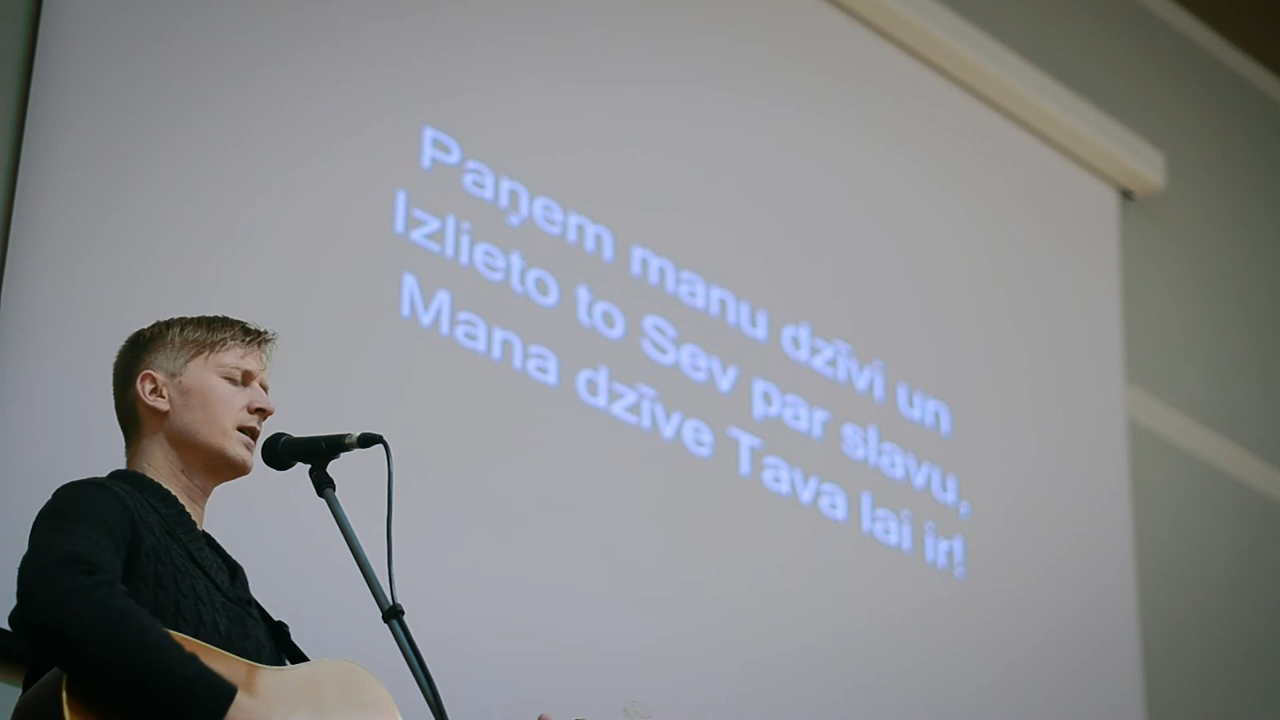 Paņem manu dzīvi un
Izlieto to Sev par slavu,
Mana dzīve Tava lai ir!